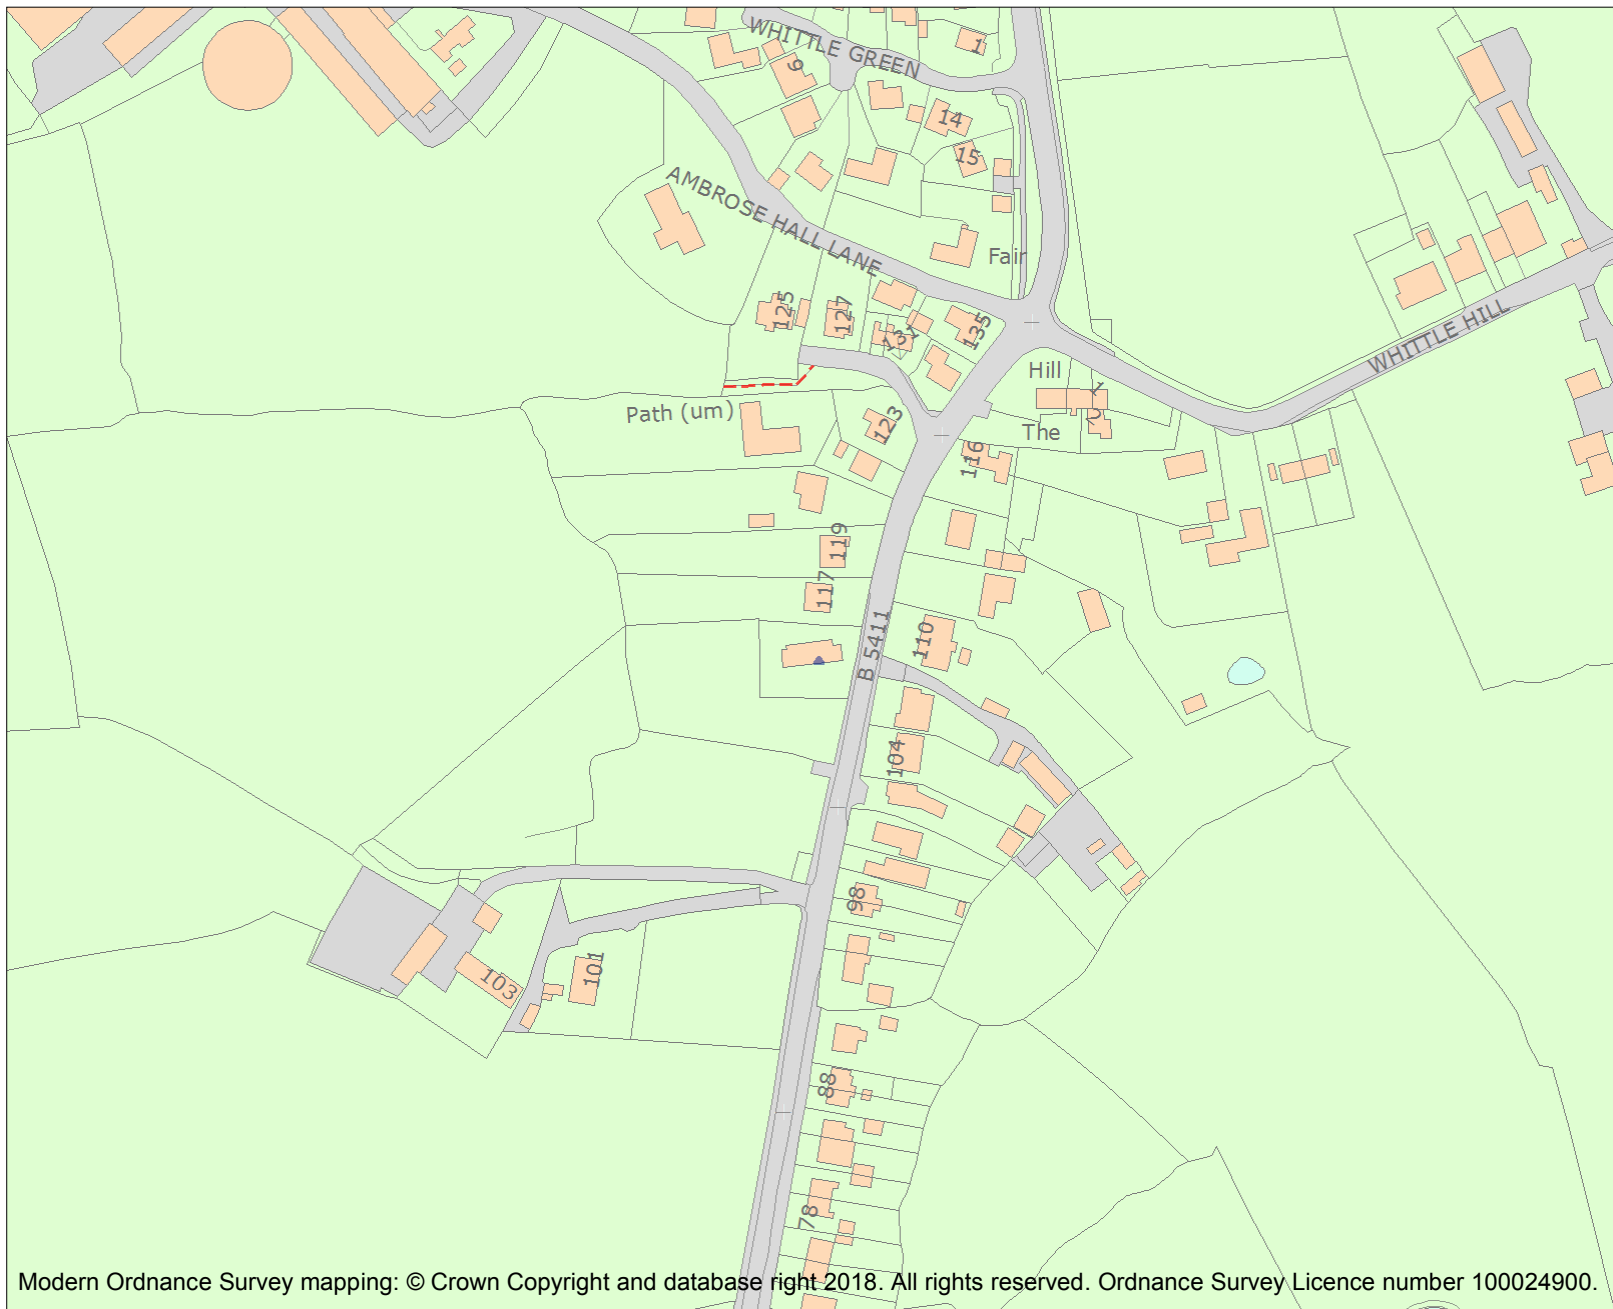 WHITTLE GREEN
1
9
14
15
AMBROSE HALL LANE
Fair
125
127
131
135
WHITTLE HILL
Hill
1
2
Path (um)
123
The
116
119
117
110
B 5411
104
98
101
103
88
78
Modern Ordnance Survey mapping: © Crown Copyright and database right 2018. All rights reserved. Ordnance Survey Licence number 100024900.